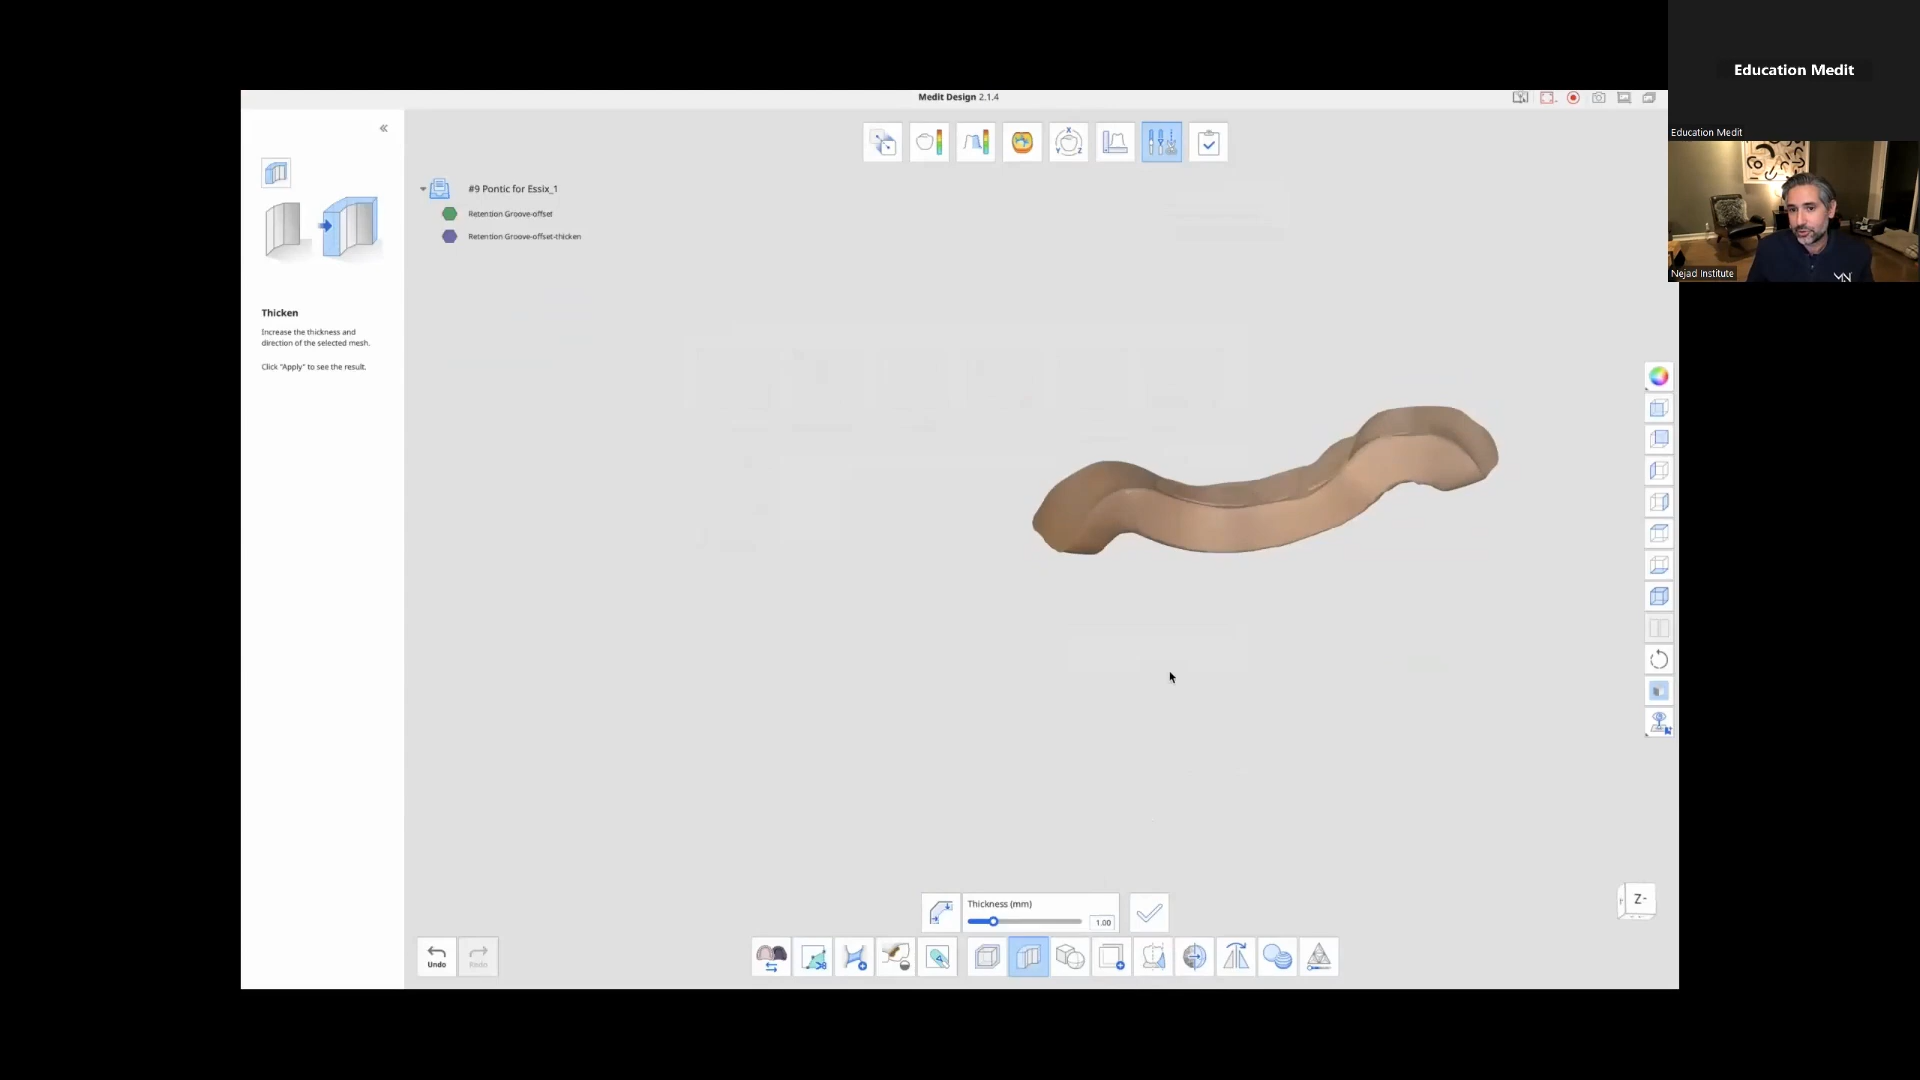 Education Medit
Education Medit
Nejad Institute
Medit Design 2.1.4
#9 Pontic for Essix_1
Retention Groove-offset
Retention Groove-offset-thicken
Thicken
Increase the thickness and
direction of the selected mesh.
Click "Apply" to see the result.
X
Y
Z
Z-
Thickness (mm)
1.00
Undo
Redo